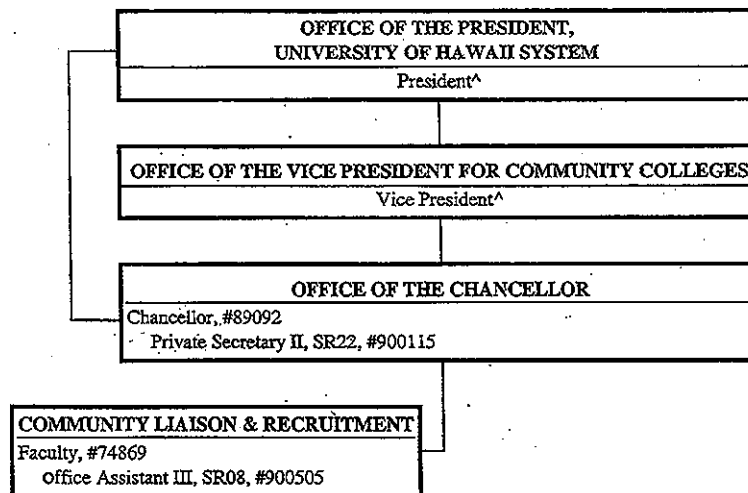 OFFICE OF THE PRESIDENT,
UNIVERSITY OF HAWAII SYSTEM
President^
OFFICE OF THE VICE PRESIDENT FOR COMMUNITY COLLEGES
Vice President^
OFFICE OF THE CHANCELLOR
Chancellor, #89092
Private Secretary II, SR22, #900115
COMMUNITY LIAISON & RECRUITMENT
Faculty, #74869
Office Assistant III, SR08, #900505